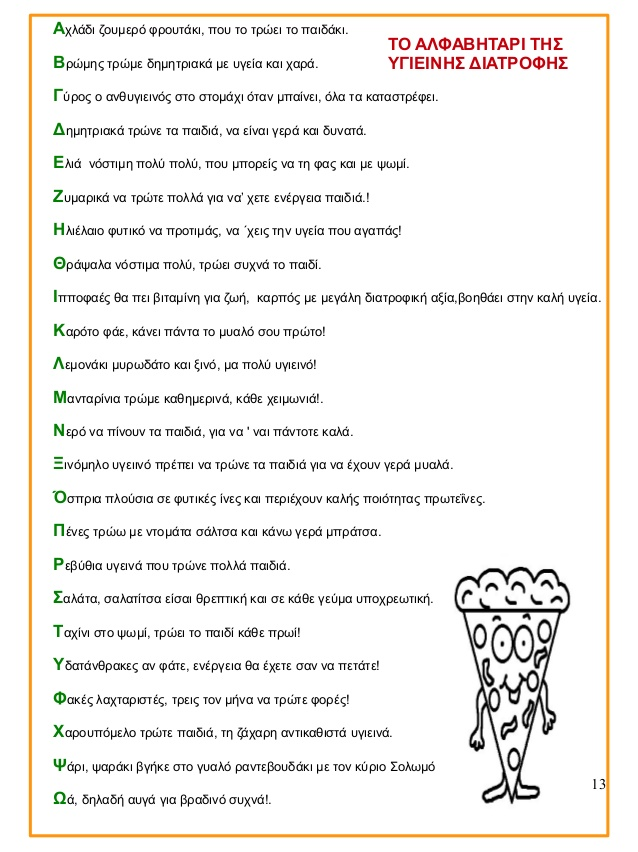 Αχλάδι ζουμερό φρουτάκι, που το τρώει το παιδάκι.
ΤΟ ΑΛΦΑΒΗΤΑΡΙ ΤΗΣ
ΥΓΙΕΙΝΗΣ ΔΙΑΤΡΟΦΗΣ
Βρώμης τρώμε δημητριακά με υγεία και χαρά.
Γύρος ο ανθυγιεινός στο στομάχι όταν μπαίνει, όλα τα καταστρέφει.
Δημητριακά τρώνε τα παιδιά, να είναι γερά και δυνατά.
Ελιά  νόστιμη πολύ πολύ, που μπορείς να τη φας και με ψωμί.
Ζυμαρικά να τρώτε πολλά για να' χετε ενέργεια παιδιά.!
Ηλιέλαιο φυτικό να προτιμάς, να ΄χεις την υγεία που αγαπάς!
Θράψαλα νόστιμα πολύ, τρώει συχνά το παιδί.
Ιπποφαές θα πει βιταμίνη για ζωή,  καρπός με μεγάλη διατροφική αξία,βοηθάει στην καλή υγεία.
Καρότο φάε, κάνει πάντα το μυαλό σου πρώτο!
Λεμονάκι μυρωδάτο και ξινό, μα πολύ υγιεινό!
Μανταρίνια τρώμε καθημερινά, κάθε χειμωνιά!.
Νερό να πίνουν τα παιδιά, για να ' ναι πάντοτε καλά.
Ξινόμηλο υγειινό πρέπει να τρώνε τα παιδιά για να έχουν γερά μυαλά.
Όσπρια πλούσια σε φυτικές ίνες και περιέχουν καλής ποιότητας πρωτεΐνες.
Πένες τρώω με ντομάτα σάλτσα και κάνω γερά μπράτσα.
Ρεβύθια υγεινά που τρώνε πολλά παιδιά.
Σαλάτα, σαλατίτσα είσαι θρεπτική και σε κάθε γεύμα υποχρεωτική.
Ταχίνι στο ψωμί, τρώει το παιδί κάθε πρωί!
Υδατάνθρακες αν φάτε, ενέργεια θα έχετε σαν να πετάτε!
Φακές λαχταριστές, τρεις τον μήνα να τρώτε φορές!
Χαρουπόμελο τρώτε παιδιά, τη ζάχαρη αντικαθιστά υγιεινά.
Ψάρι, ψαράκι βγήκε στο γυαλό ραντεβουδάκι με τον κύριο Σολωμό
13
Ωά, δηλαδή αυγά για βραδινό συχνά!.